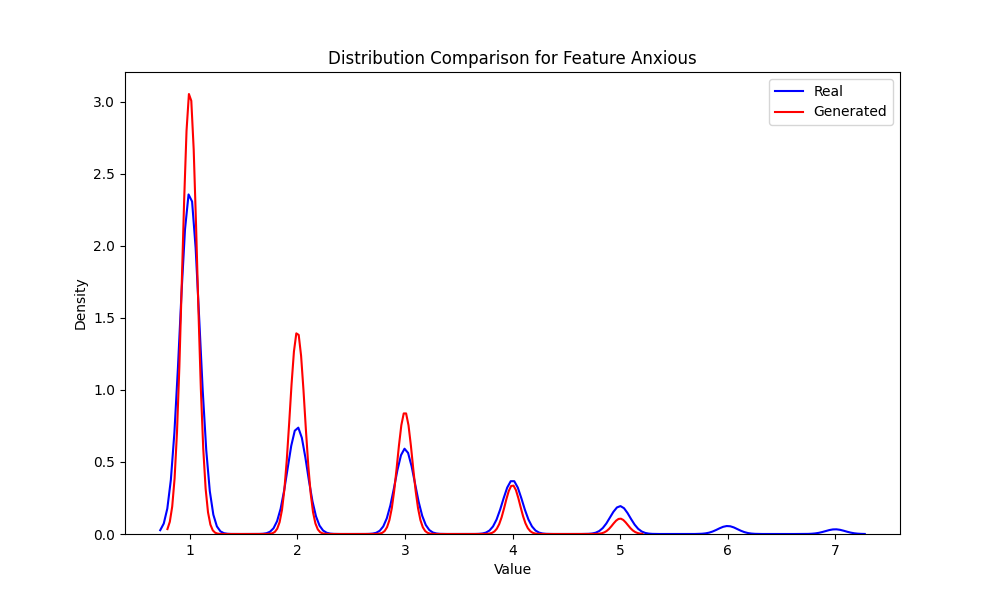 Distribution Comparison for Feature Anxious
Real
Generated
3.0
2.5
2.0
1.5
1.0
0.5
0.0
Density
1 2 3 4 5 6 7
Value